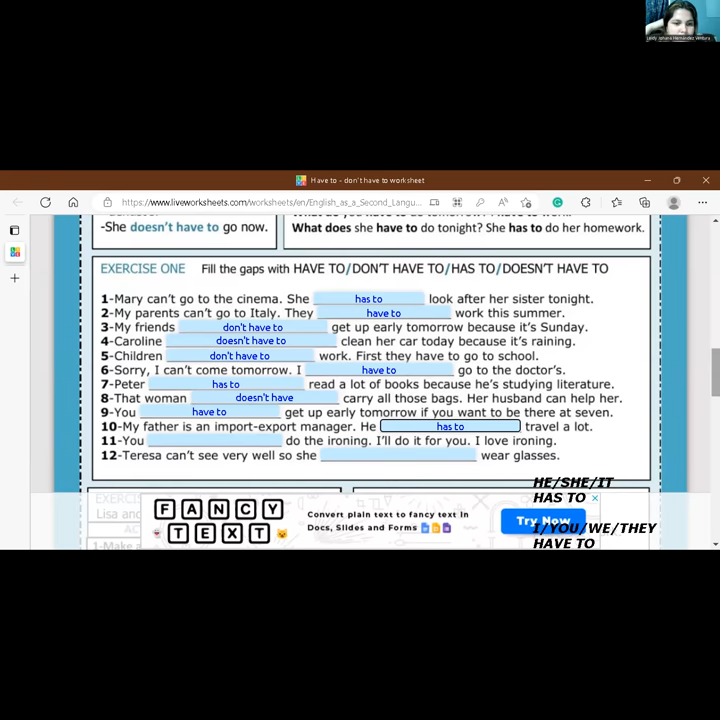 Leidy Johana Hernández Ventura
Have to - don't have to worksheet
https://www.liveworksheets.com/worksheets/en/English_as_a_Second_Langu...
-She doesn't have to go now.
What does she have to do tonight? She has to do her homework.
EXERCISE ONE Fill the gaps with HAVE TO/DON'T HAVE TO/HAS TO/DOESN'T HAVE TO
1-Mary can't go to the cinema. She has to look after her sister tonight.
2-My parents can't go to Italy. They have to work this summer.
3-My friends don't have to get up early tomorrow because it's Sunday.
4-Caroline doesn't have to clean her car today because it's raining.
5-Children don't have to work. First they have to go to school.
6-Sorry, I can't come tomorrow. I have to go to the doctor's.
7-Peter has to read a lot of books because he's studying literature.
8-That woman doesn't have carry all those bags. Her husband can help her.
9-You have to get up early tomorrow if you want to be there at seven.
10-My father is an import-export manager. He has to travel a lot.
11-You do the ironing. I'll do it for you. I love ironing.
12-Teresa can't see very well so she wear glasses.
HE/SHE/IT
HAS TO
I/YOU/WE/THEY
HAVE TO
EXERCIS
Lisa and
AC
1-Make a
FANCY
TEXT
Convert plain text to fancy text in
Docs, Slides and Forms
Try Now